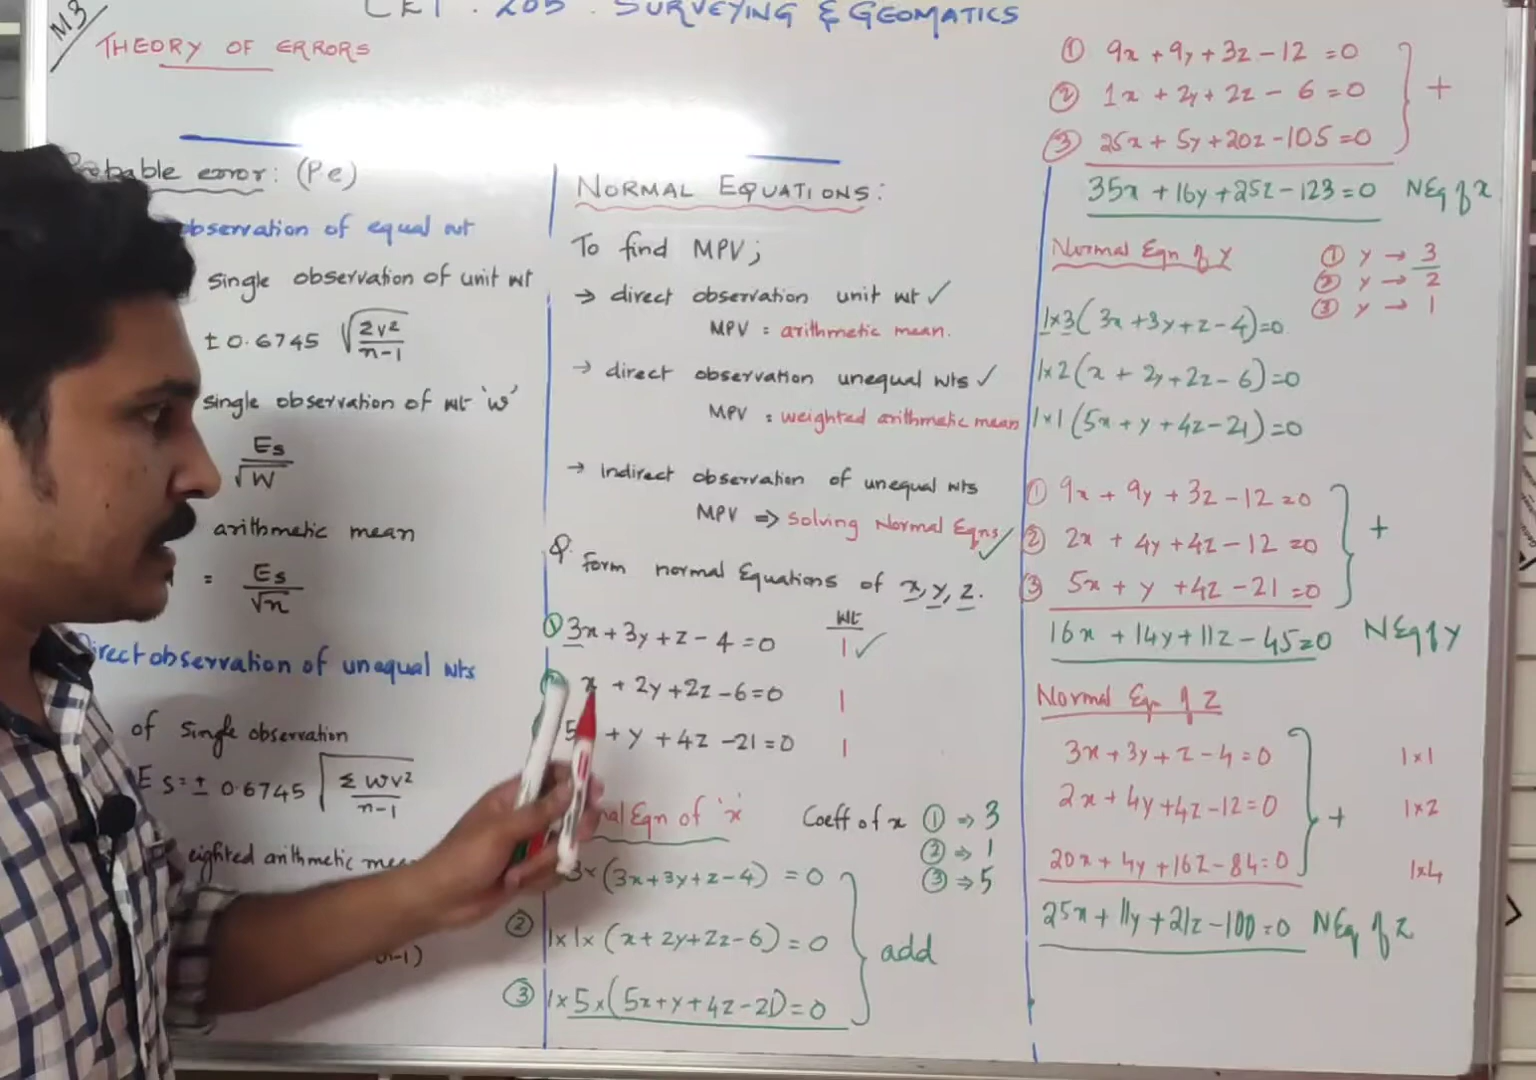 M3
CET . 205 . SURVEYING & GEOMATICS
THEORY OF ERRORS
error: (Pe)
observation of equal wt
single observation of unit wt
± 0.6745 √ Σv² / n-1
single observation of wt 'w'
Es / √W
arithmetic mean
= Es / √n
Direct observation of unequal wts
of single observation
Es = ± 0.6745 √ Σ wv² / n-1
eighted arithmetic mea
n-1)
NORMAL EQUATIONS:
To find MPV;
→ direct observation unit wt ✓
MPV = arithmetic mean.
→ direct observation unequal wts ✓
MPV = weighted arithmetic mean
→ Indirect observation of unequal wts
MPV => solving Normal Eqns ✓
Q. Form normal Equations of x, y, z.
Wt
① 3x + 3y + z - 4 = 0 1 ✓
x + 2y + 2z - 6 = 0 1
5 + y + 4z - 21 = 0 1
nal Eqn of 'x'
Coeff of x ① => 3
② => 1
③ => 5
3× (3x+3y+z-4) = 0
② 1×1× (x+2y+2z-6) = 0
③ 1×5×(5x+y+4z-21) = 0
add
① 9x + 9y + 3z - 12 = 0
② 1x + 2y + 2z - 6 = 0
③ 25x + 5y + 20z - 105 = 0
+
35x + 16y + 25z - 123 = 0 NEq of x
Normal Eqn of y
① y → 3
② y → 2
③ y → 1
1×3(3x+3y+z-4)=0
1×2(x+2y+2z-6)=0
1×1(5x+y+4z-21)=0
① 9x + 9y + 3z - 12 = 0
② 2x + 4y + 4z - 12 = 0
③ 5x + y + 4z - 21 = 0
+
16x + 14y + 11z - 45 = 0 NEq of y
Normal Eqn of z
3x + 3y + z - 4 = 0 1×1
2x + 4y + 4z - 12 = 0 1×2
20x + 4y + 16z - 84 = 0 1×4
+
25x + 11y + 21z - 100 = 0 NEq of z